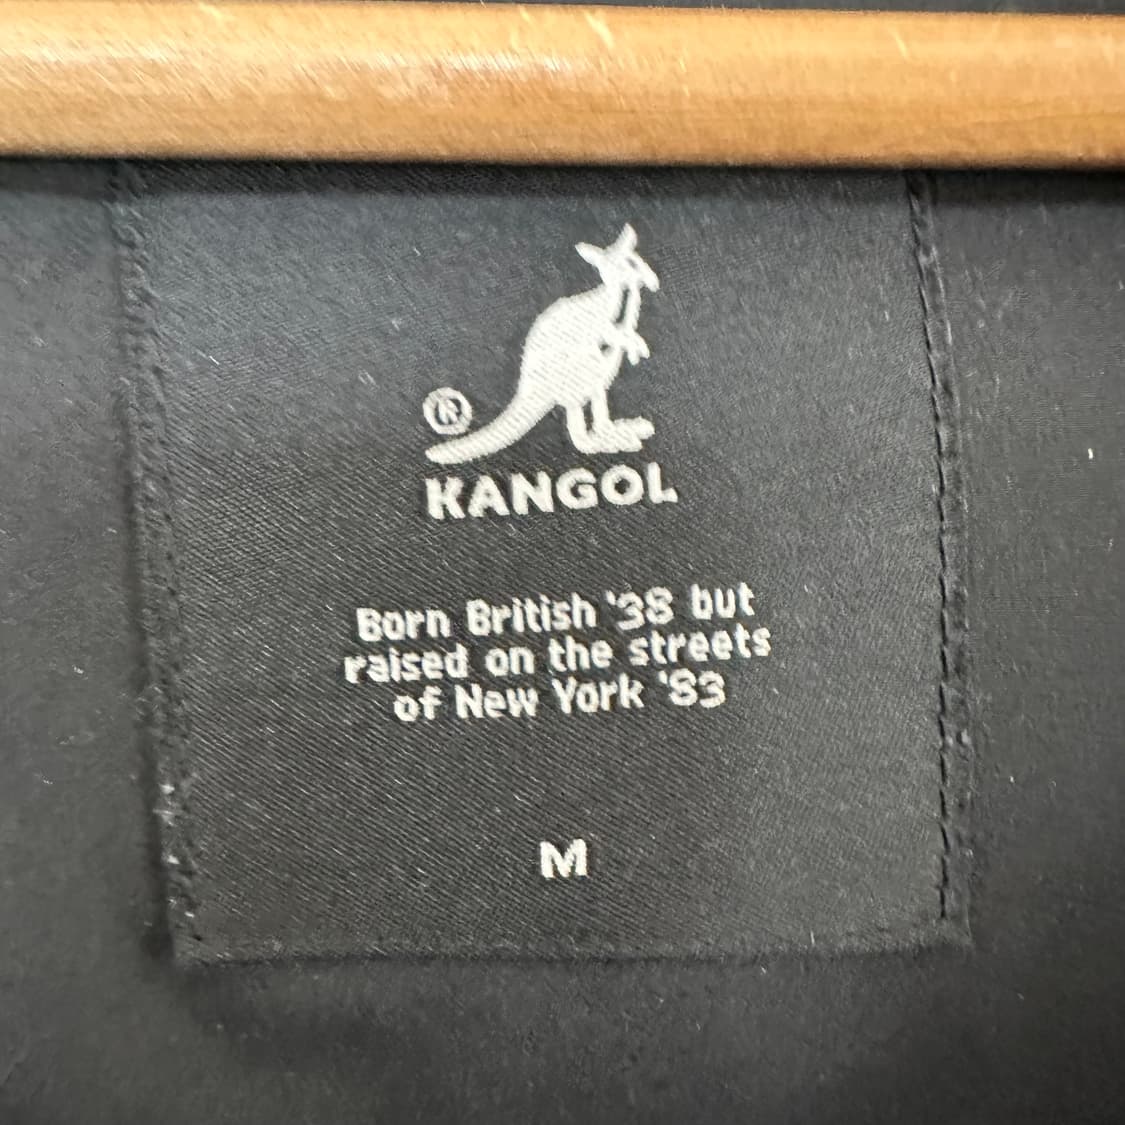 ®
KANGOL
Born British '38 but
raised on the streets
of New York '83
M